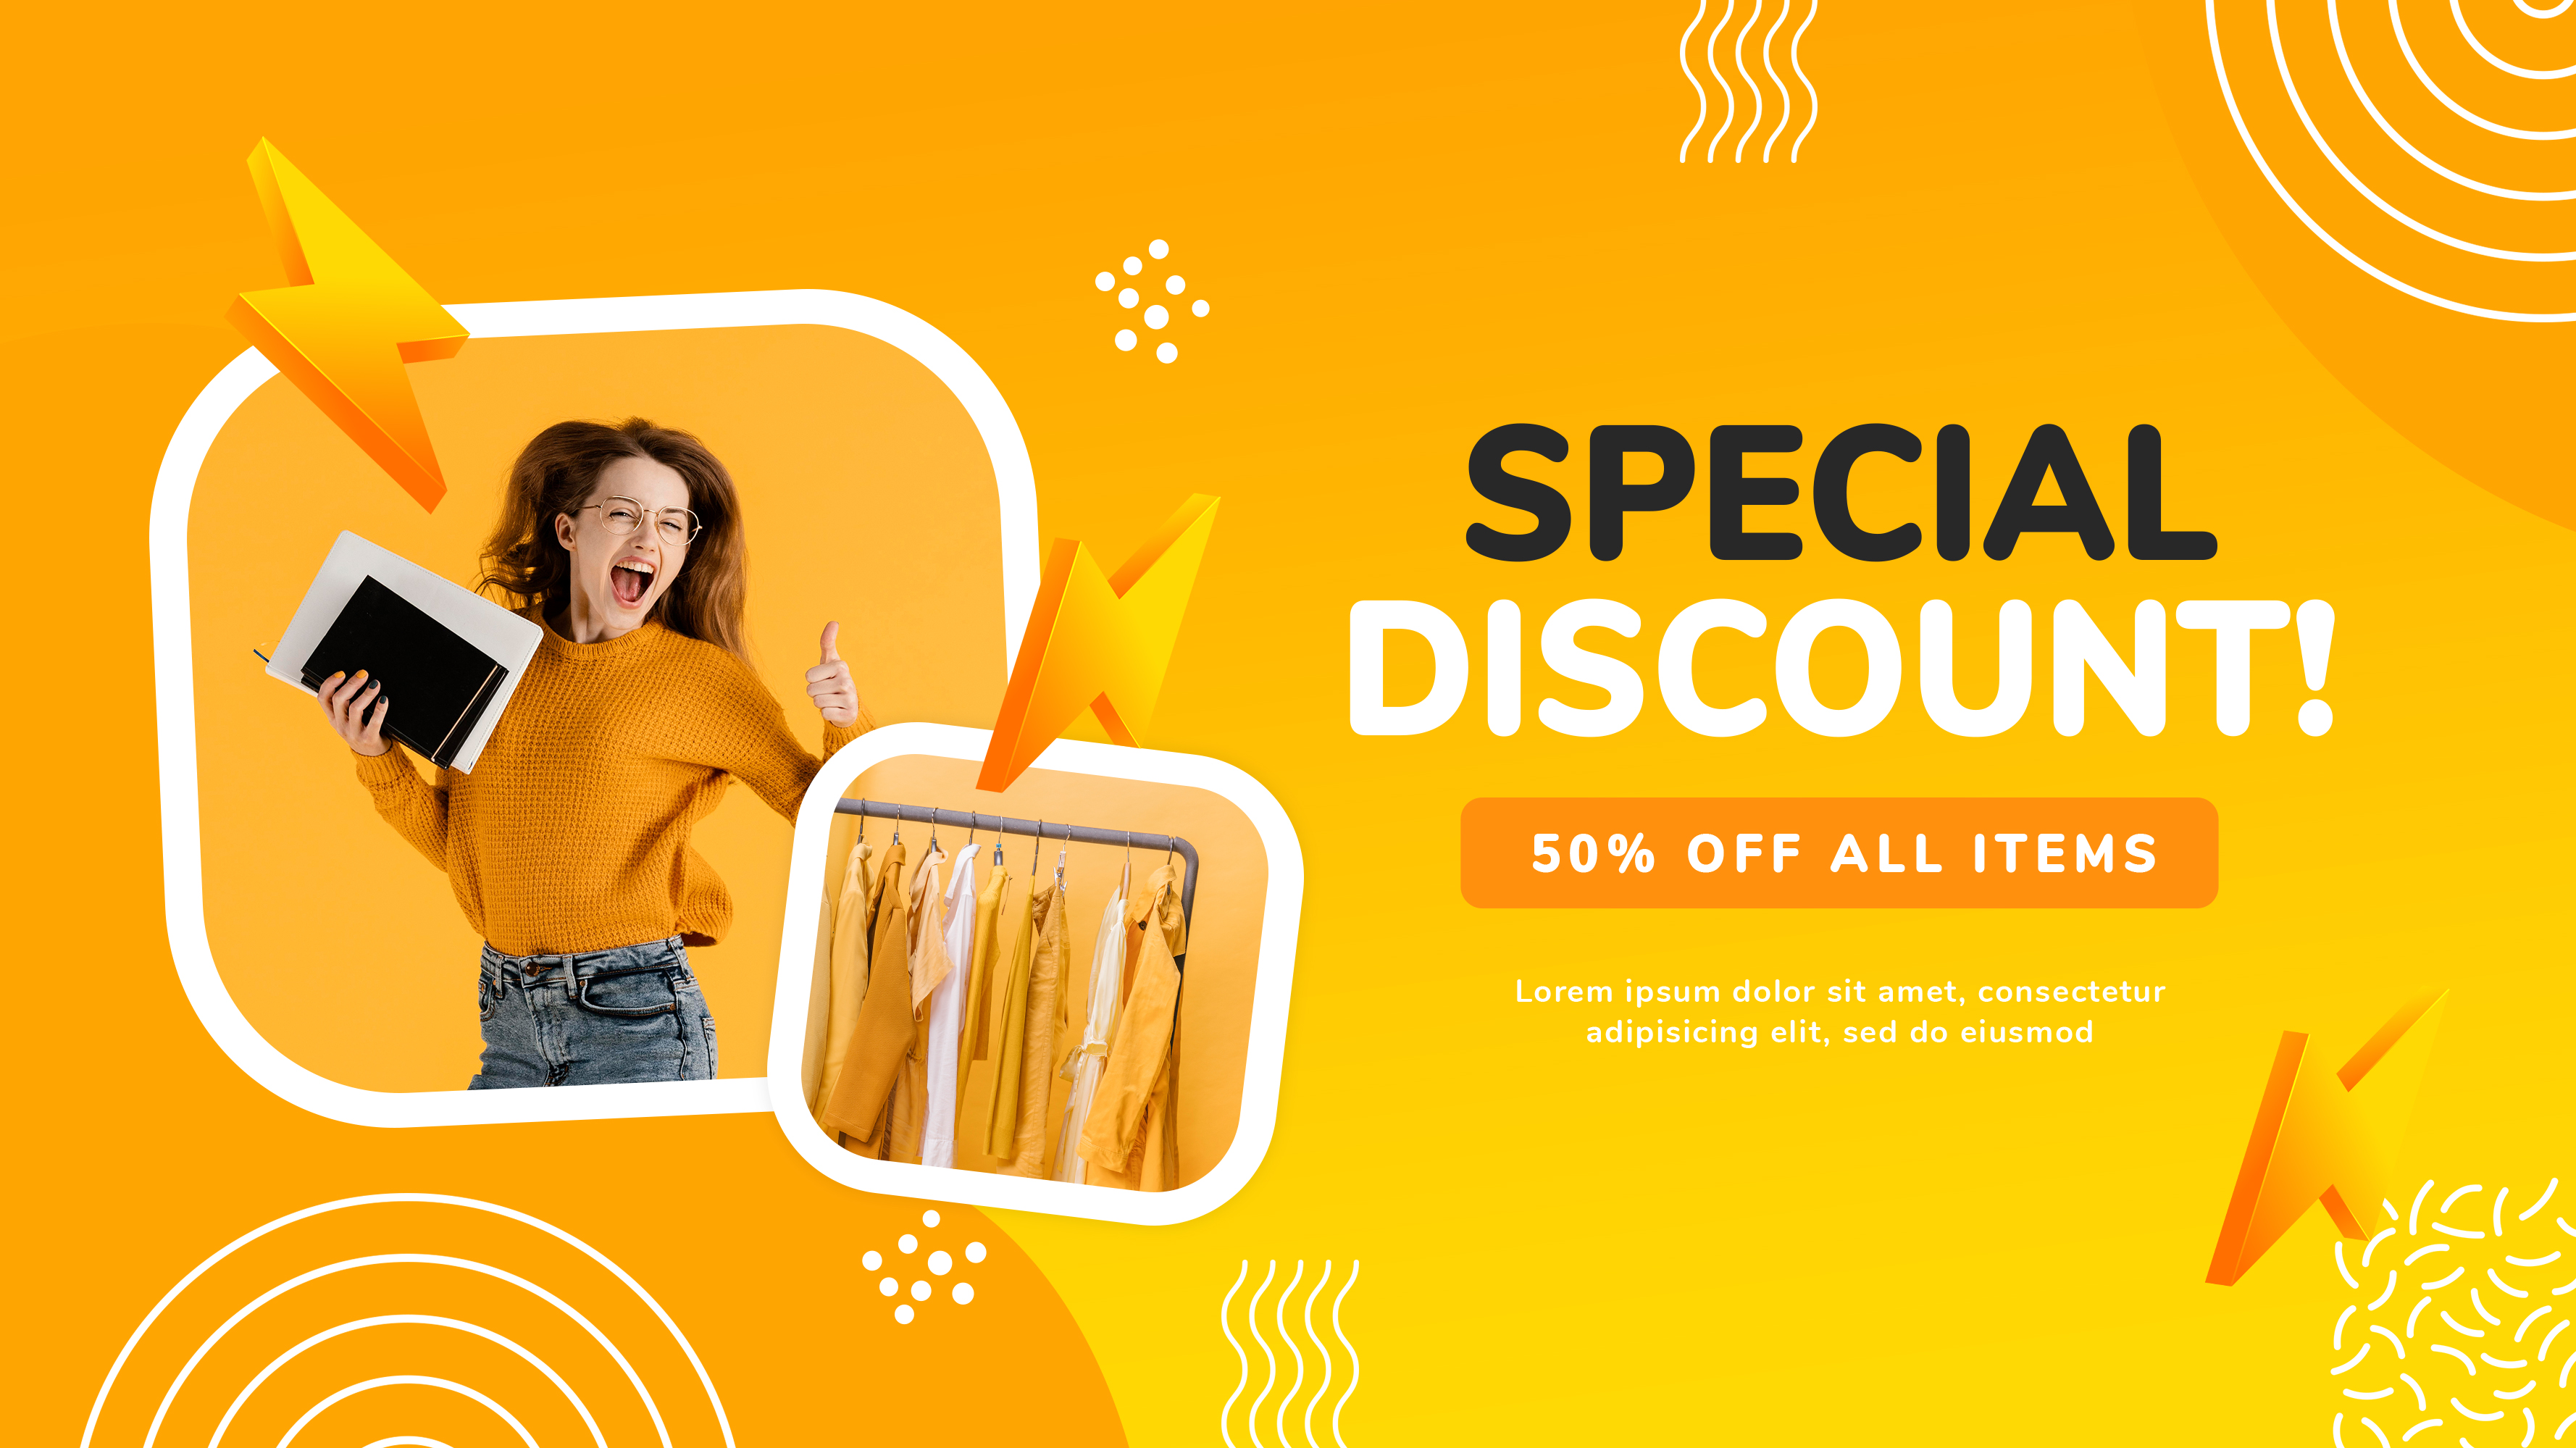 SPECIAL
DISCOUNT!
50% OFF ALL ITEMS
Lorem ipsum dolor sit amet, consectetur
adipisicing elit, sed do eiusmod